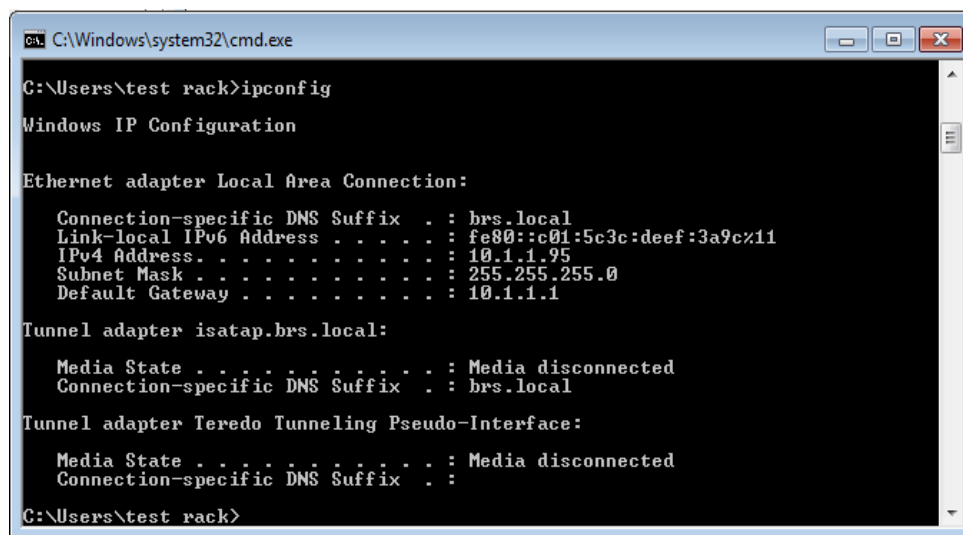 C:\Windows\system32\cmd.exe
C:\Users\test rack>ipconfig
Windows IP Configuration
Ethernet adapter Local Area Connection:
Connection-specific DNS Suffix . : brs.local
Link-local IPv6 Address . . . . . : fe80::c01:5c3c:deef:3a9c%11
IPv4 Address. . . . . . . . . . . : 10.1.1.95
Subnet Mask . . . . . . . . . . . : 255.255.255.0
Default Gateway . . . . . . . . . : 10.1.1.1
Tunnel adapter isatap.brs.local:
Media State . . . . . . . . . . . : Media disconnected
Connection-specific DNS Suffix . : brs.local
Tunnel adapter Teredo Tunneling Pseudo-Interface:
Media State . . . . . . . . . . . : Media disconnected
Connection-specific DNS Suffix . :
C:\Users\test rack>